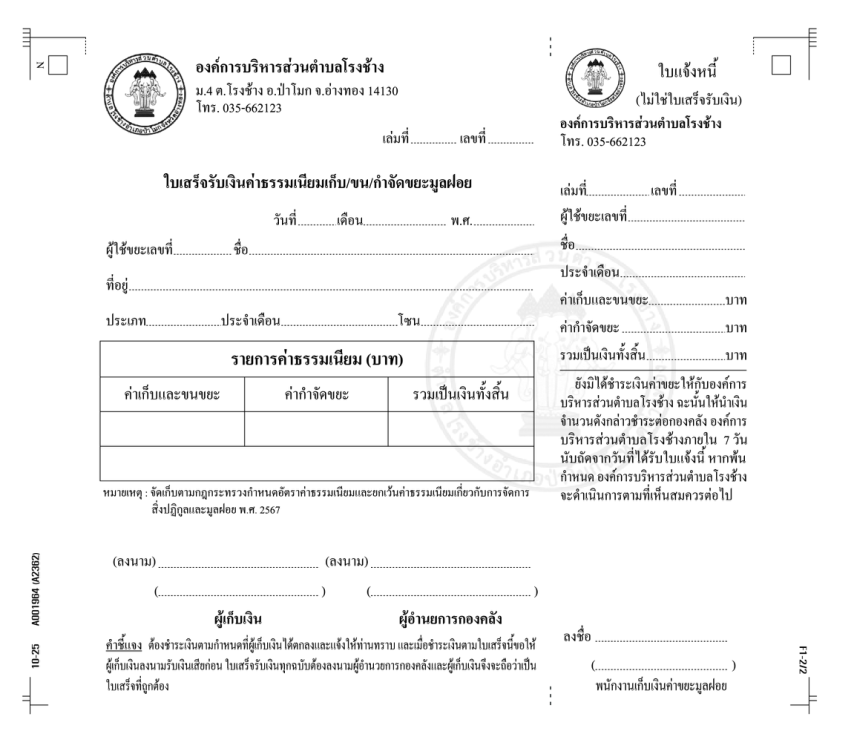 N
องค์การบริหารส่วนตำบลโรงช้าง
ม.4 ต.โรงช้าง อ.ป่าโมก จ.อ่างทอง 14130
โทร. 035-662123
เล่มที่.............. เลขที่..............
ใบเสร็จรับเงินค่าธรรมเนียมเก็บ/ขน/กำจัดขยะมูลฝอย
วันที่............เดือน........................... พ.ศ....................
ผู้ใช้ขยะเลขที่.................. ชื่อ....................................................................
ที่อยู่....................................................................................................
ประเภท.......................ประจำเดือน....................................โซน...................................
รายการค่าธรรมเนียม (บาท)
ค่าเก็บและขนขยะ ค่ากำจัดขยะ รวมเป็นเงินทั้งสิ้น
หมายเหตุ : จัดเก็บตามกฎกระทรวงกำหนดอัตราค่าธรรมเนียมและยกเว้นค่าธรรมเนียมเกี่ยวกับการจัดการ
สิ่งปฏิกูลและมูลฝอย พ.ศ. 2567
(ลงนาม) .................................................... (ลงนาม) ....................................................
(....................................................) (....................................................)
ผู้เก็บเงิน ผู้อำนวยการกองคลัง
คำชี้แจง ต้องชำระเงินตามกำหนดที่ผู้เก็บเงินได้ตกลงและแจ้งให้ท่านทราบ และเมื่อชำระเงินตามใบเสร็จนี้ขอให้
ผู้เก็บเงินลงนามรับเงินเสียก่อน ใบเสร็จรับเงินทุกฉบับต้องลงนามผู้อำนวยการกองคลังและผู้เก็บเงินจึงจะถือว่าเป็น
ใบเสร็จที่ถูกต้อง
ใบแจ้งหนี้
(ไม่ใช่ใบเสร็จรับเงิน)
องค์การบริหารส่วนตำบลโรงช้าง
โทร. 035-662123
เล่มที่.................... เลขที่ ......................
ผู้ใช้ขยะเลขที่......................................
ชื่อ......................................................
ประจำเดือน........................................
ค่าเก็บและขนขยะ........................บาท
ค่ากำจัดขยะ ................................บาท
รวมเป็นเงินทั้งสิ้น........................บาท
ยังมิได้ชำระเงินค่าขยะให้กับองค์การ
บริหารส่วนตำบลโรงช้าง ฉะนั้นให้นำเงิน
จำนวนดังกล่าวชำระต่อกองคลัง องค์การ
บริหารส่วนตำบลโรงช้างภายใน 7 วัน
นับถัดจากวันที่ได้รับใบแจ้งนี้ หากพ้น
กำหนด องค์การบริหารส่วนตำบลโรงช้าง
จะดำเนินการตามที่เห็นสมควรต่อไป
ลงชื่อ ............................................
(............................................)
พนักงานเก็บเงินค่าขยะมูลฝอย
10-25 A001964 (A2362)
F1-2/2